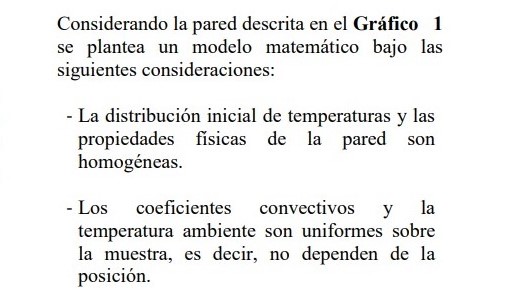 Considerando la pared descrita en el Gráfico 1
se plantea un modelo matemático bajo las
siguientes consideraciones:
- La distribución inicial de temperaturas y las
propiedades físicas de la pared son
homogéneas.
- Los coeficientes convectivos y la
temperatura ambiente son uniformes sobre
la muestra, es decir, no dependen de la
posición.